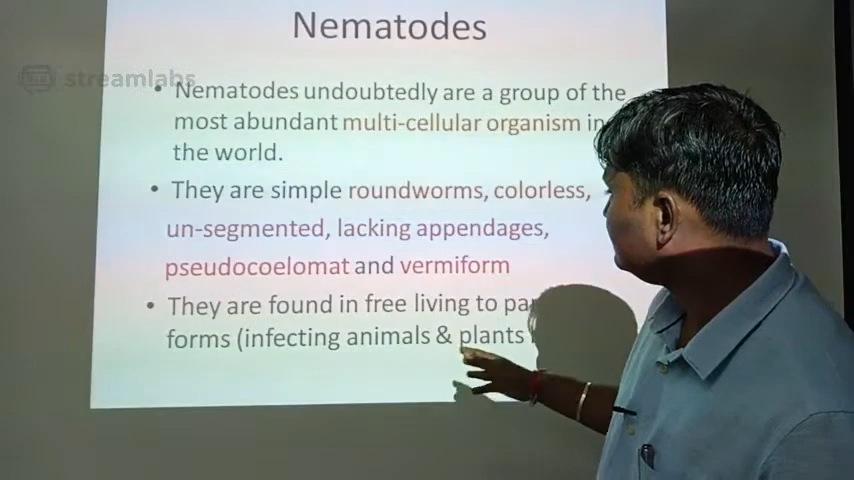 Nematodes
streamlabs
• Nematodes undoubtedly are a group of the
most abundant multi-cellular organism in
the world.
• They are simple roundworms, colorless,
un-segmented, lacking appendages,
pseudocoelomat and vermiform
• They are found in free living to
forms (infecting animals & plants